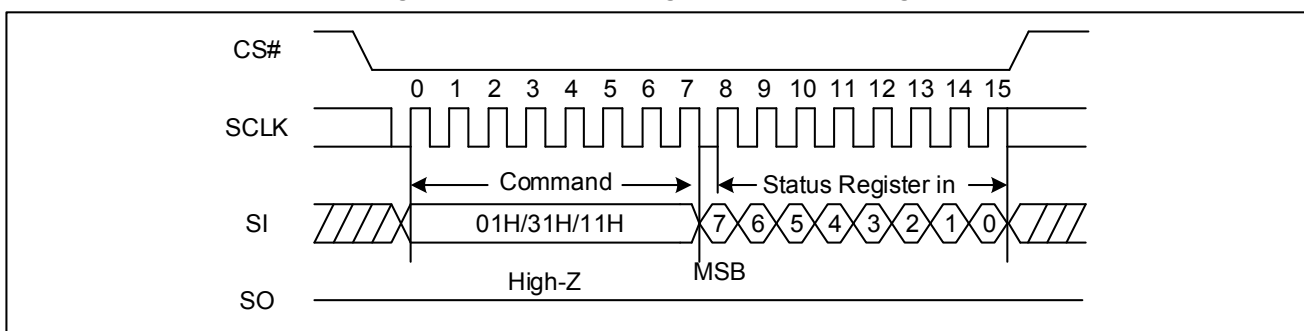 CS#
0 1 2 3 4 5 6 7 8 9 10 11 12 13 14 15
SCLK
Command Status Register in
SI 01H/31H/11H 7 6 5 4 3 2 1 0
High-Z MSB
SO